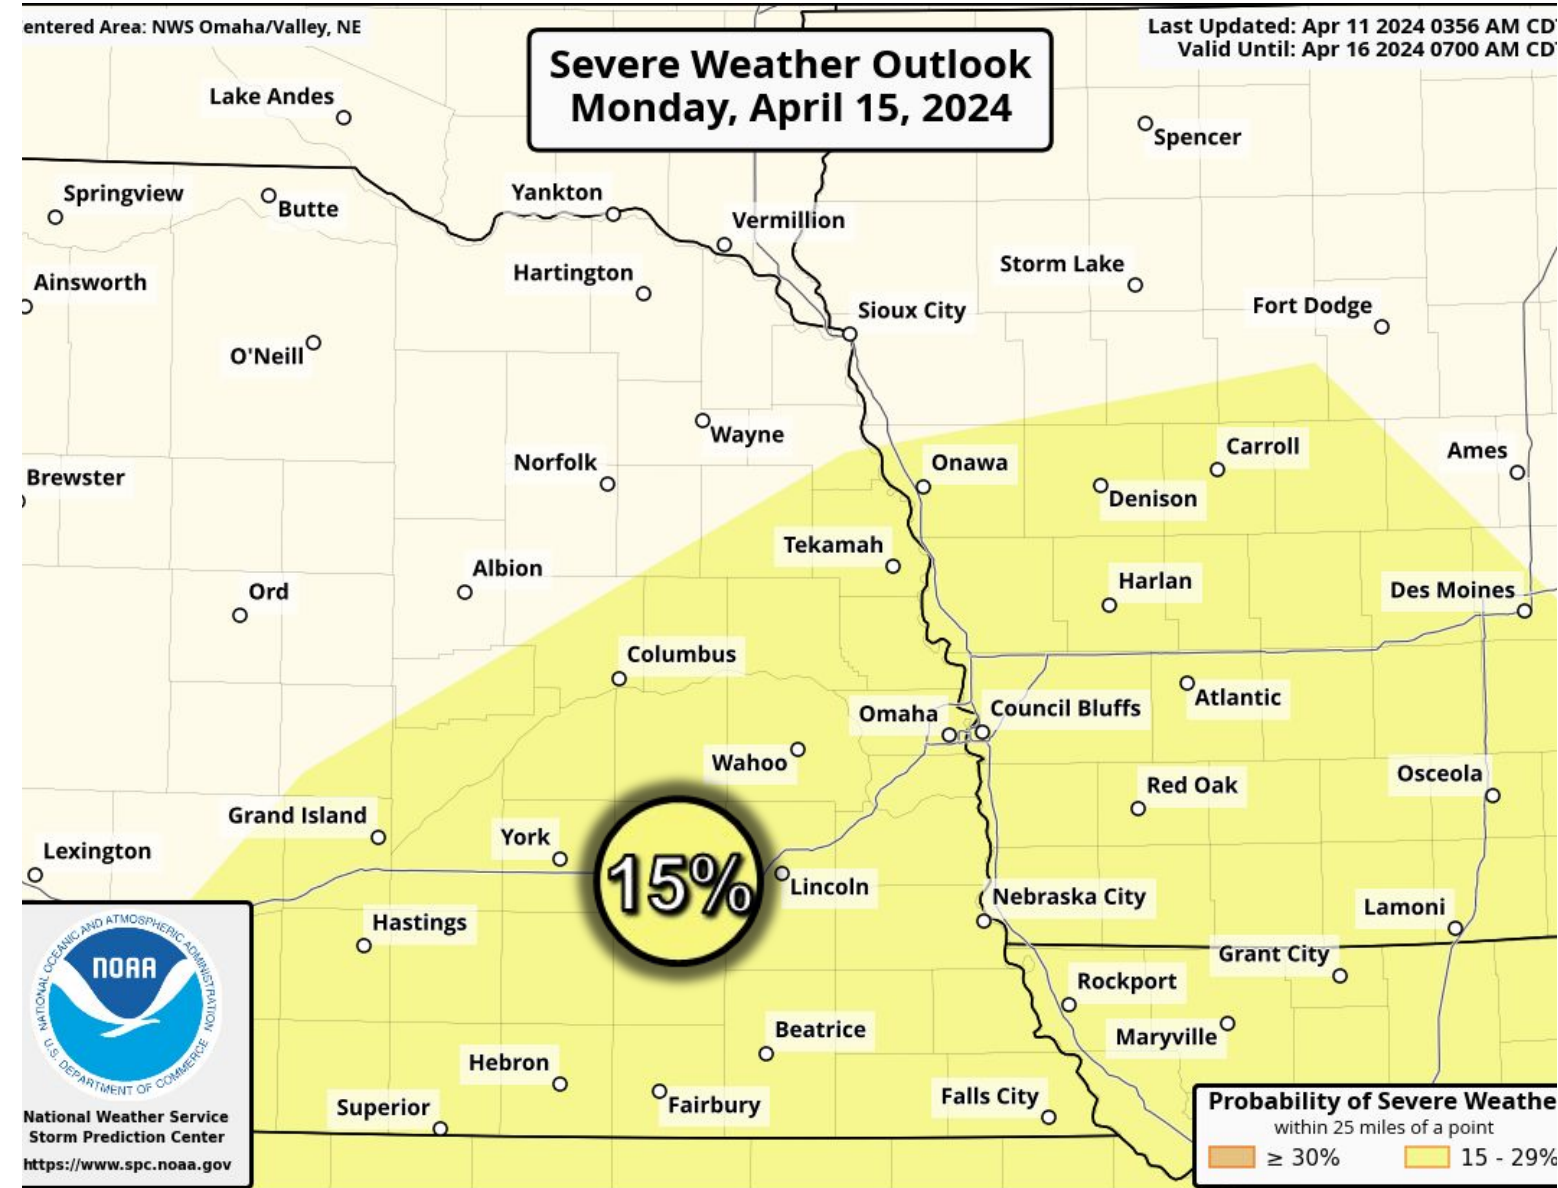 entered Area: NWS Omaha/Valley, NE
Last Updated: Apr 11 2024 0356 AM CDT
Valid Until: Apr 16 2024 0700 AM CDT
Severe Weather Outlook
Monday, April 15, 2024
Lake Andes
Spencer
Springview
Butte
Yankton
Vermillion
Ainsworth
Hartington
Storm Lake
Sioux City
Fort Dodge
O'Neill
Wayne
Norfolk
Onawa
Carroll
Ames
Brewster
Denison
Tekamah
Albion
Harlan
Ord
Des Moines
Columbus
Atlantic
Omaha
Council Bluffs
Wahoo
Osceola
Red Oak
Grand Island
York
Lexington
15%
Lincoln
Nebraska City
Lamoni
Hastings
Grant City
Rockport
Beatrice
Maryville
Hebron
Fairbury
Falls City
Superior
NATIONAL OCEANIC AND ATMOSPHERIC ADMINISTRATION
NOAA
U.S. DEPARTMENT OF COMMERCE
National Weather Service
Storm Prediction Center
https://www.spc.noaa.gov
Probability of Severe Weathe
within 25 miles of a point
≥ 30%
15 - 29%